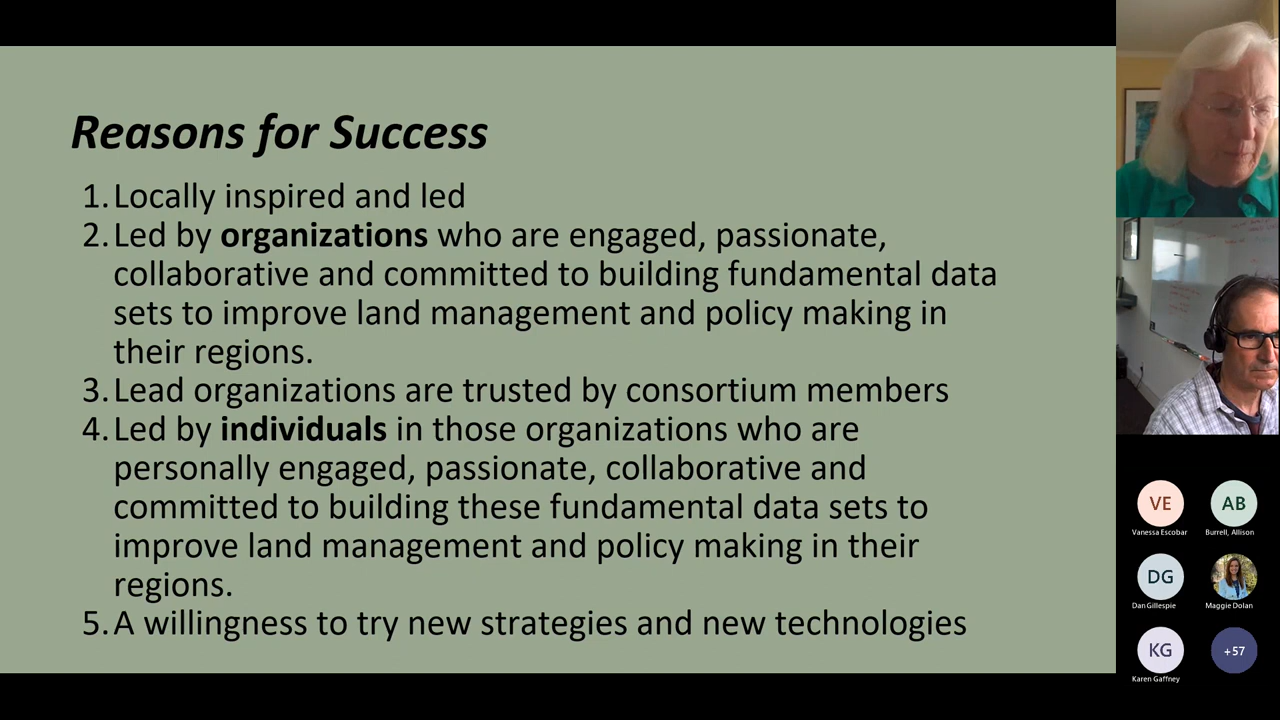 Reasons for Success
1. Locally inspired and led
2. Led by organizations who are engaged, passionate,
collaborative and committed to building fundamental data
sets to improve land management and policy making in
their regions.
3. Lead organizations are trusted by consortium members
4. Led by individuals in those organizations who are
personally engaged, passionate, collaborative and
committed to building these fundamental data sets to
improve land management and policy making in their
regions.
5. A willingness to try new strategies and new technologies
VE
AB
Vanessa Escobar
Burrell, Allison
DG
Dan Gillespie
Maggie Dolan
KG
+57
Karen Gaffney